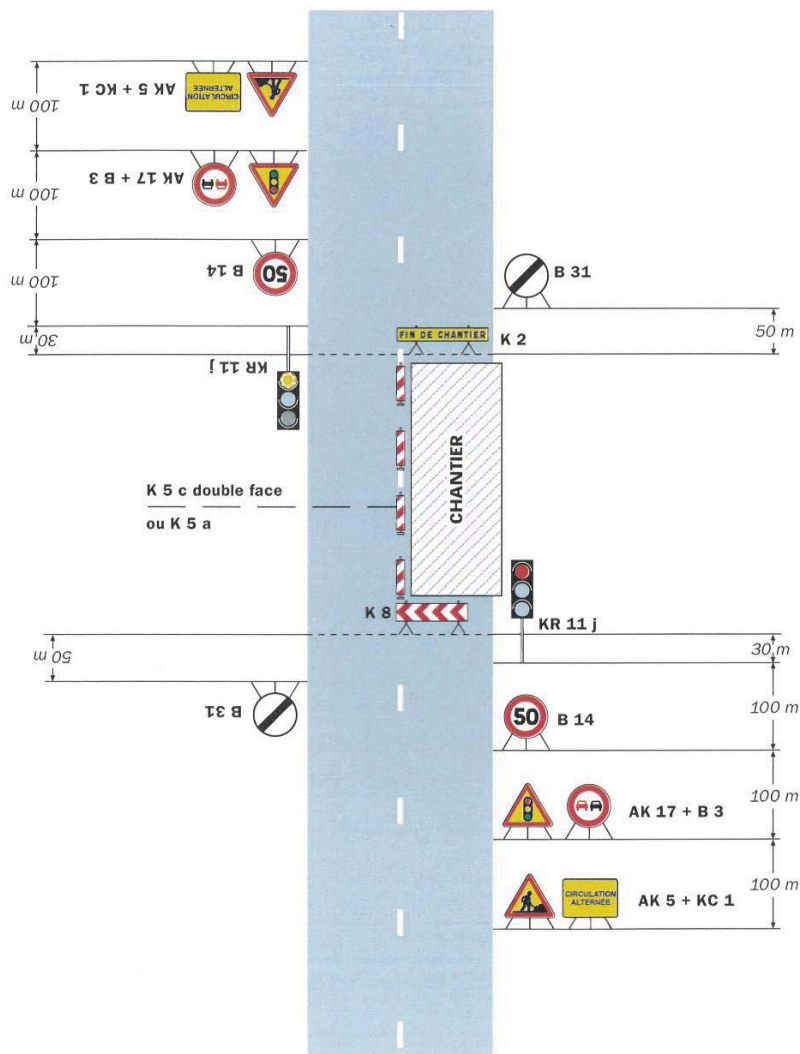 AK 5 + KC 1
CIRCULATION
ALTERNÉE
100 m
AK 17 + B 3
100 m
B 14
50
100 m
B 31
FIN DE CHANTIER
K 2
50 m
30 m
KR 11 j
CHANTIER
K 5 c double face
ou K 5 a
K 8
KR 11 j
30 m
50 m
B 31
50
B 14
100 m
AK 17 + B 3
100 m
CIRCULATION
ALTERNÉE
AK 5 + KC 1
100 m